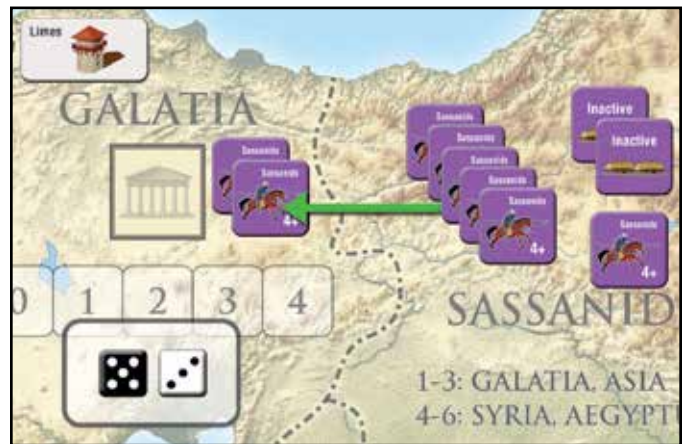 Limes
GALATIA
Sassanids
Sassanids
4+
Sassanids
Sassanids
Sassanids
Sassanids
Sassanids
4+
Inactive
Inactive
Sassanids
4+
0 1 2 3 4
SASSANID
1-3: GALATIA, ASIA
4-6: SYRIA, AEGYPTU